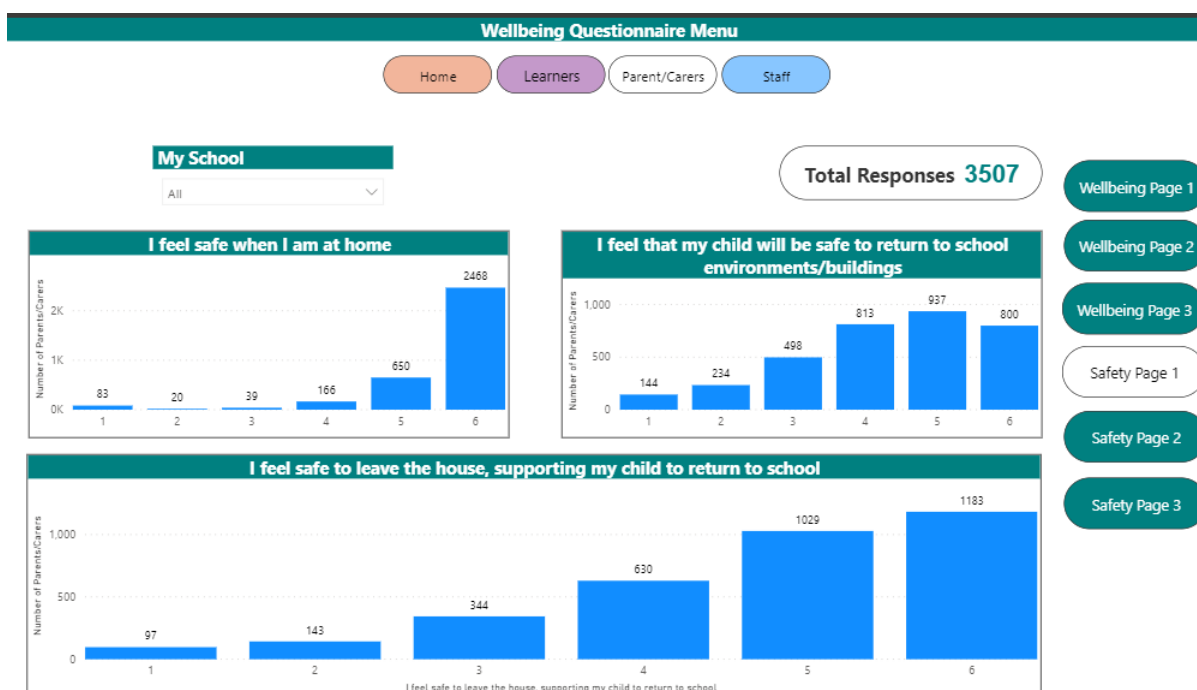 Wellbeing Questionnaire Menu
Home Learners Parent/Carers Staff
My School
All
Total Responses 3507
Wellbeing Page 1
Wellbeing Page 2
Wellbeing Page 3
Safety Page 1
Safety Page 2
Safety Page 3
I feel safe when I am at home
Number of Parents/Carers
2K
1K
0K
83 20 39 166 650 2468
1 2 3 4 5 6
I feel that my child will be safe to return to school
environments/buildings
Number of Parents/Carers
1,000
500
0
144 234 498 813 937 800
1 2 3 4 5 6
I feel safe to leave the house, supporting my child to return to school
Number of Parents/Carers
1,000
500
0
97 143 344 630 1029 1183
1 2 3 4 5 6
I feel safe to leave the house, supporting my child to return to school